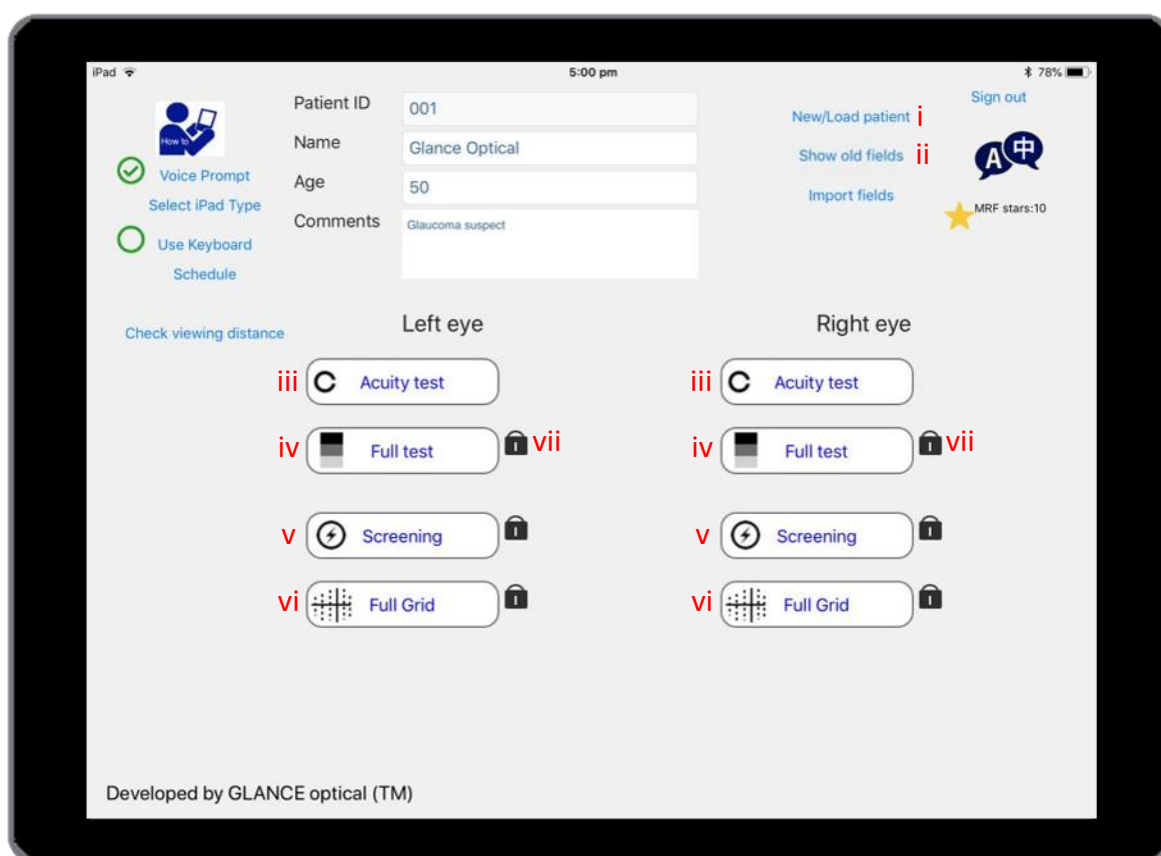 iPad 5:00 pm 78%
Sign out
Patient ID 001 New/Load patient i
How to
Name Glance Optical Show old fields ii A 中
Voice Prompt Age 50 Import fields
Select iPad Type MRF stars:10
Comments Glaucoma suspect
Use Keyboard
Schedule
Check viewing distance Left eye Right eye
iii Acuity test iii Acuity test
iv Full test vii iv Full test vii
v Screening v Screening
vi Full Grid vi Full Grid
Developed by GLANCE optical (TM)